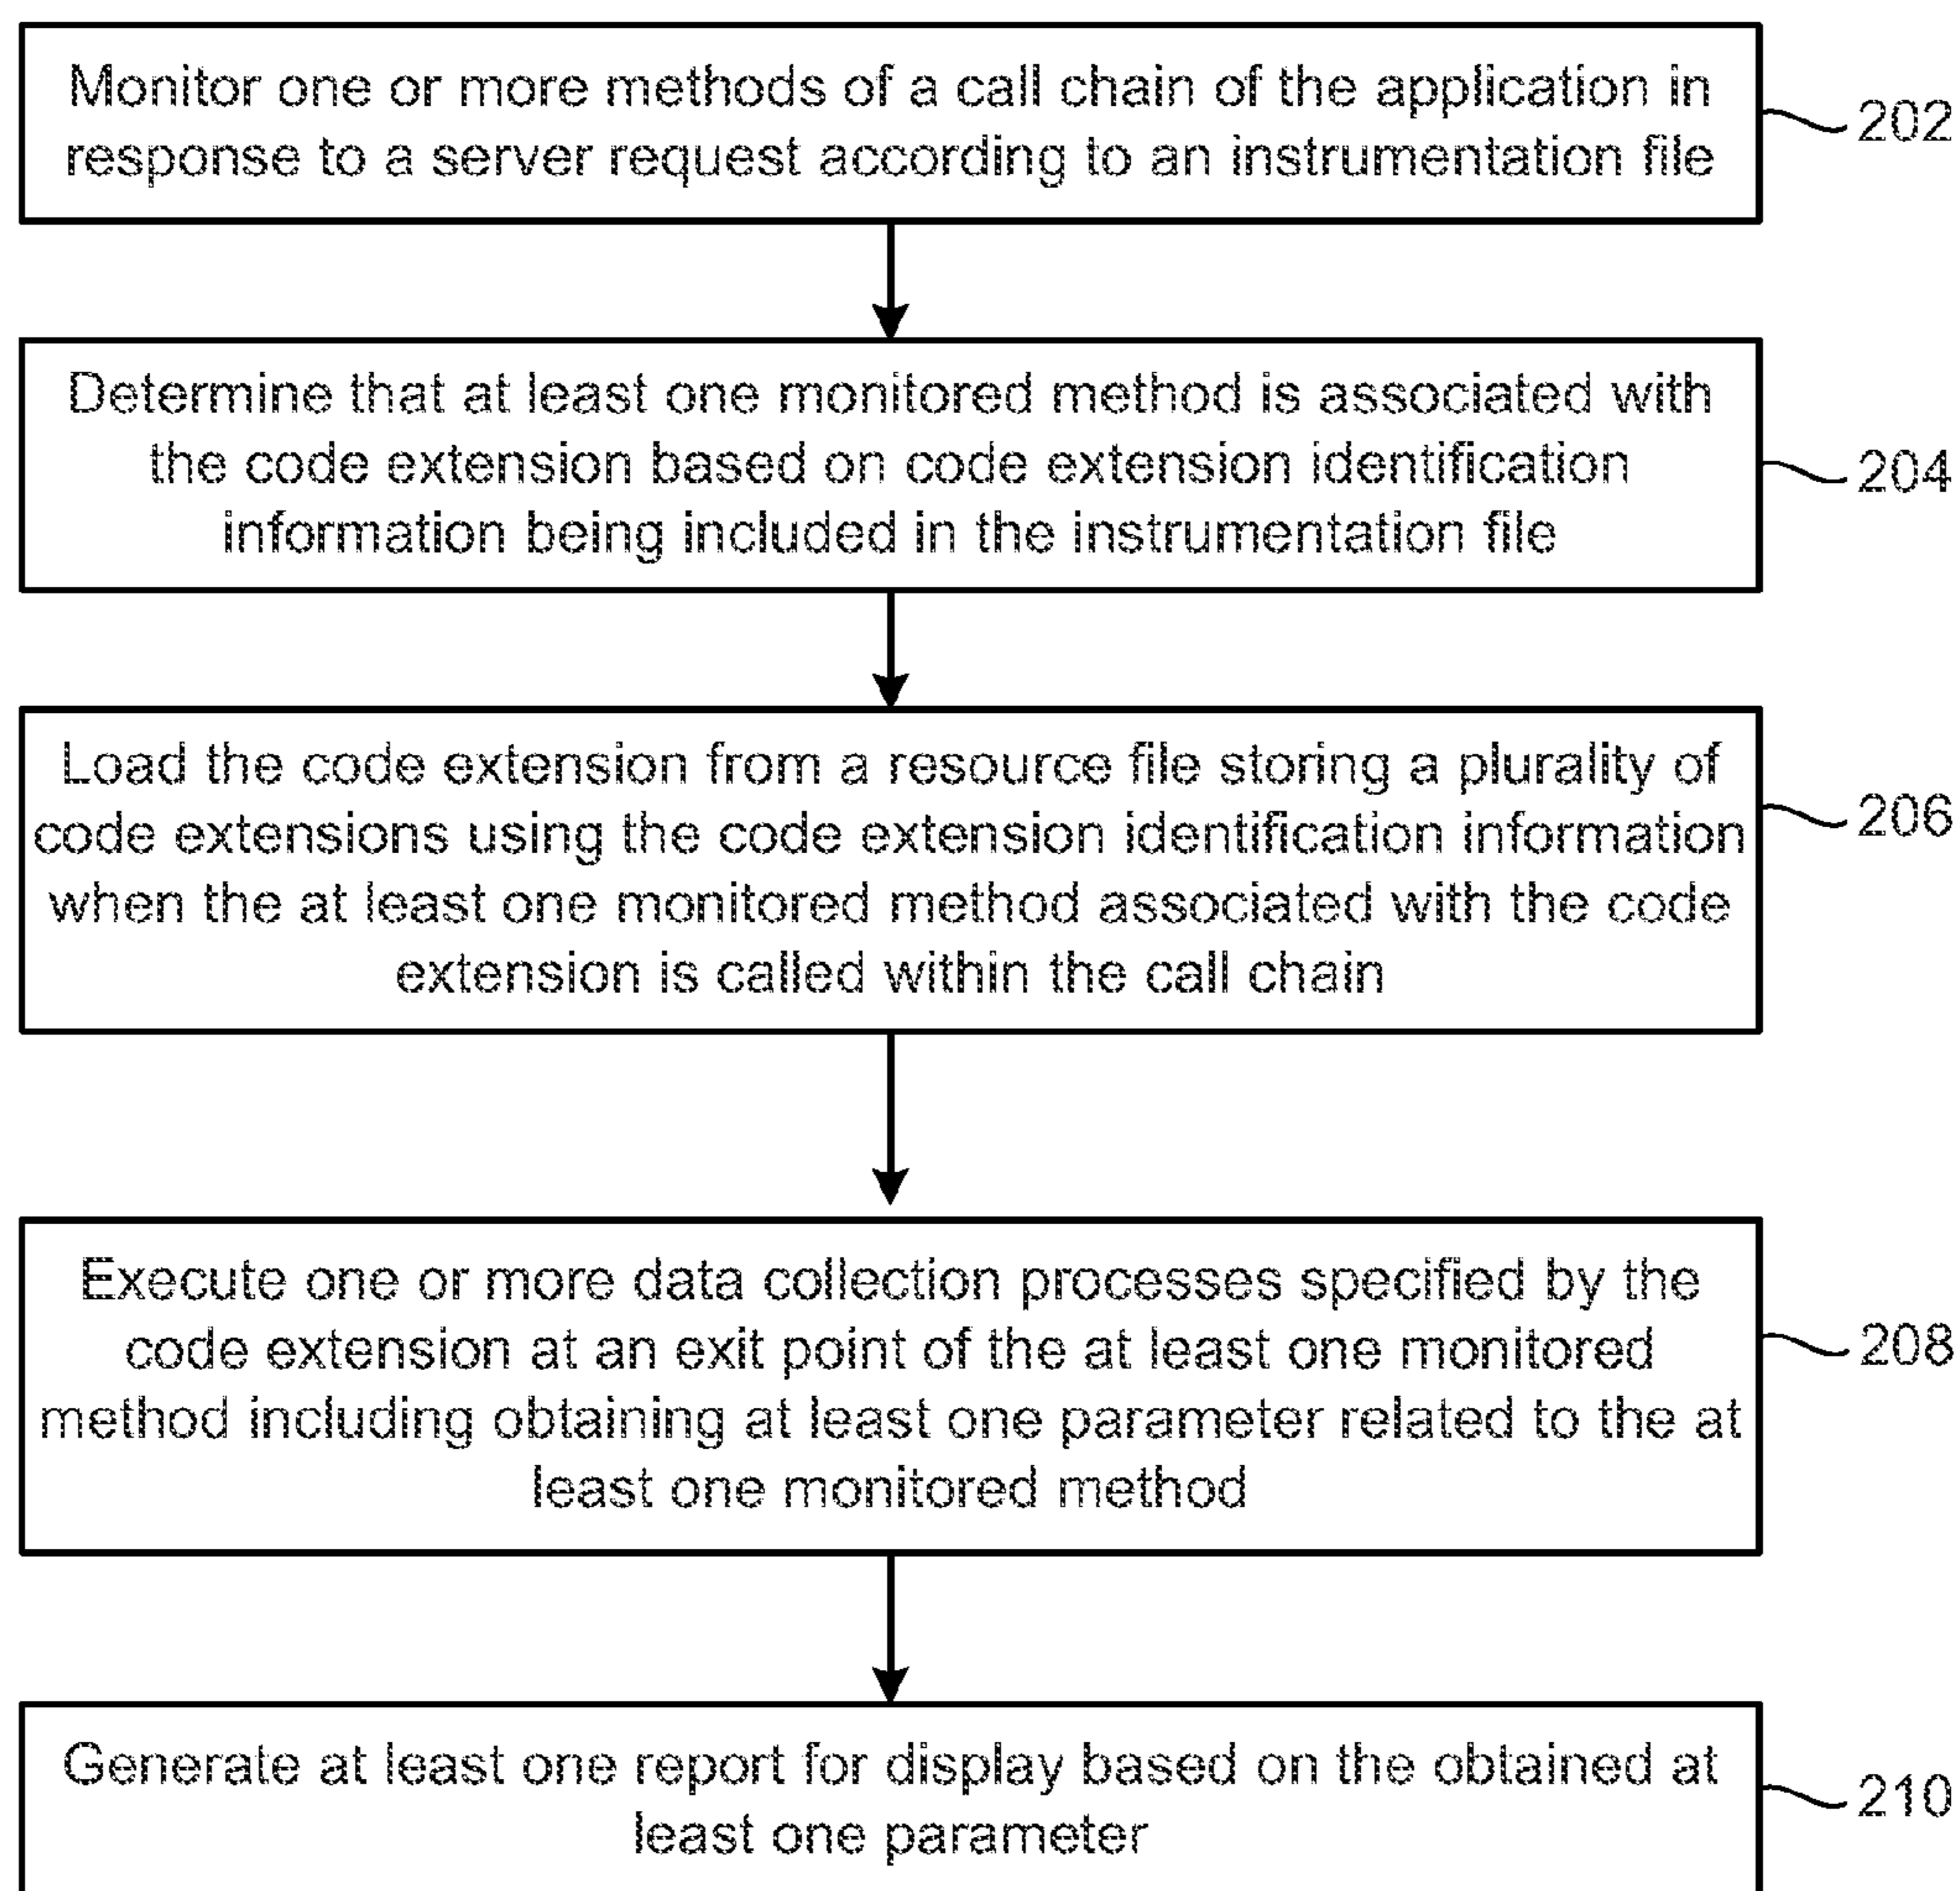 Monitor one or more methods of a call chain of the application in
response to a server request according to an instrumentation file
202
Determine that at least one monitored method is associated with
the code extension based on code extension identification
information being included in the instrumentation file
204
Load the code extension from a resource file storing a plurality of
code extensions using the code extension identification information
when the at least one monitored method associated with the code
extension is called within the call chain
206
Execute one or more data collection processes specified by the
code extension at an exit point of the at least one monitored
method including obtaining at least one parameter related to the at
least one monitored method
208
Generate at least one report for display based on the obtained at
least one parameter
210